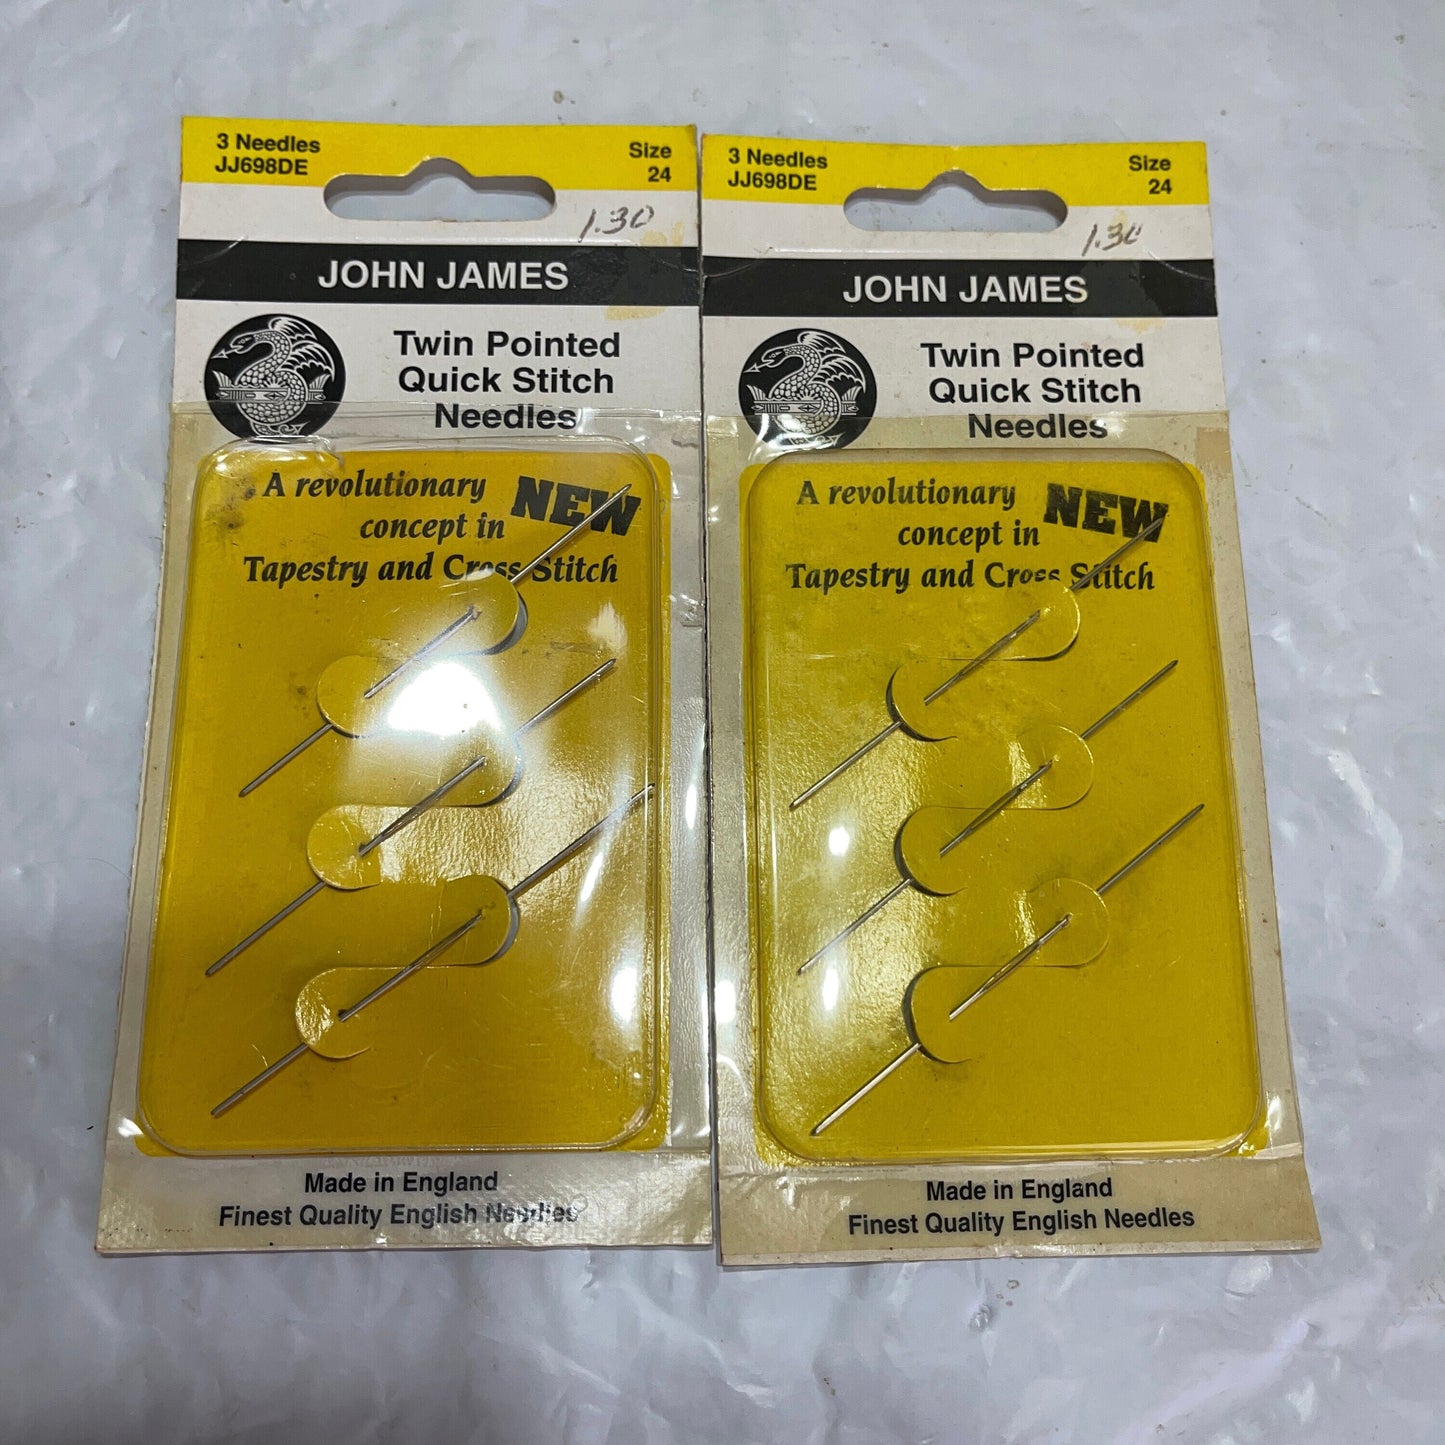 3 Needles
JJ698DE
Size
24
1.30
JOHN JAMES
Twin Pointed
Quick Stitch
Needles
A revolutionary
concept in
NEW
Tapestry and Cross Stitch
Made in England
Finest Quality English Needles
3 Needles
JJ698DE
Size
24
1.30
JOHN JAMES
Twin Pointed
Quick Stitch
Needles
A revolutionary
concept in
NEW
Tapestry and Cross Stitch
Made in England
Finest Quality English Needles